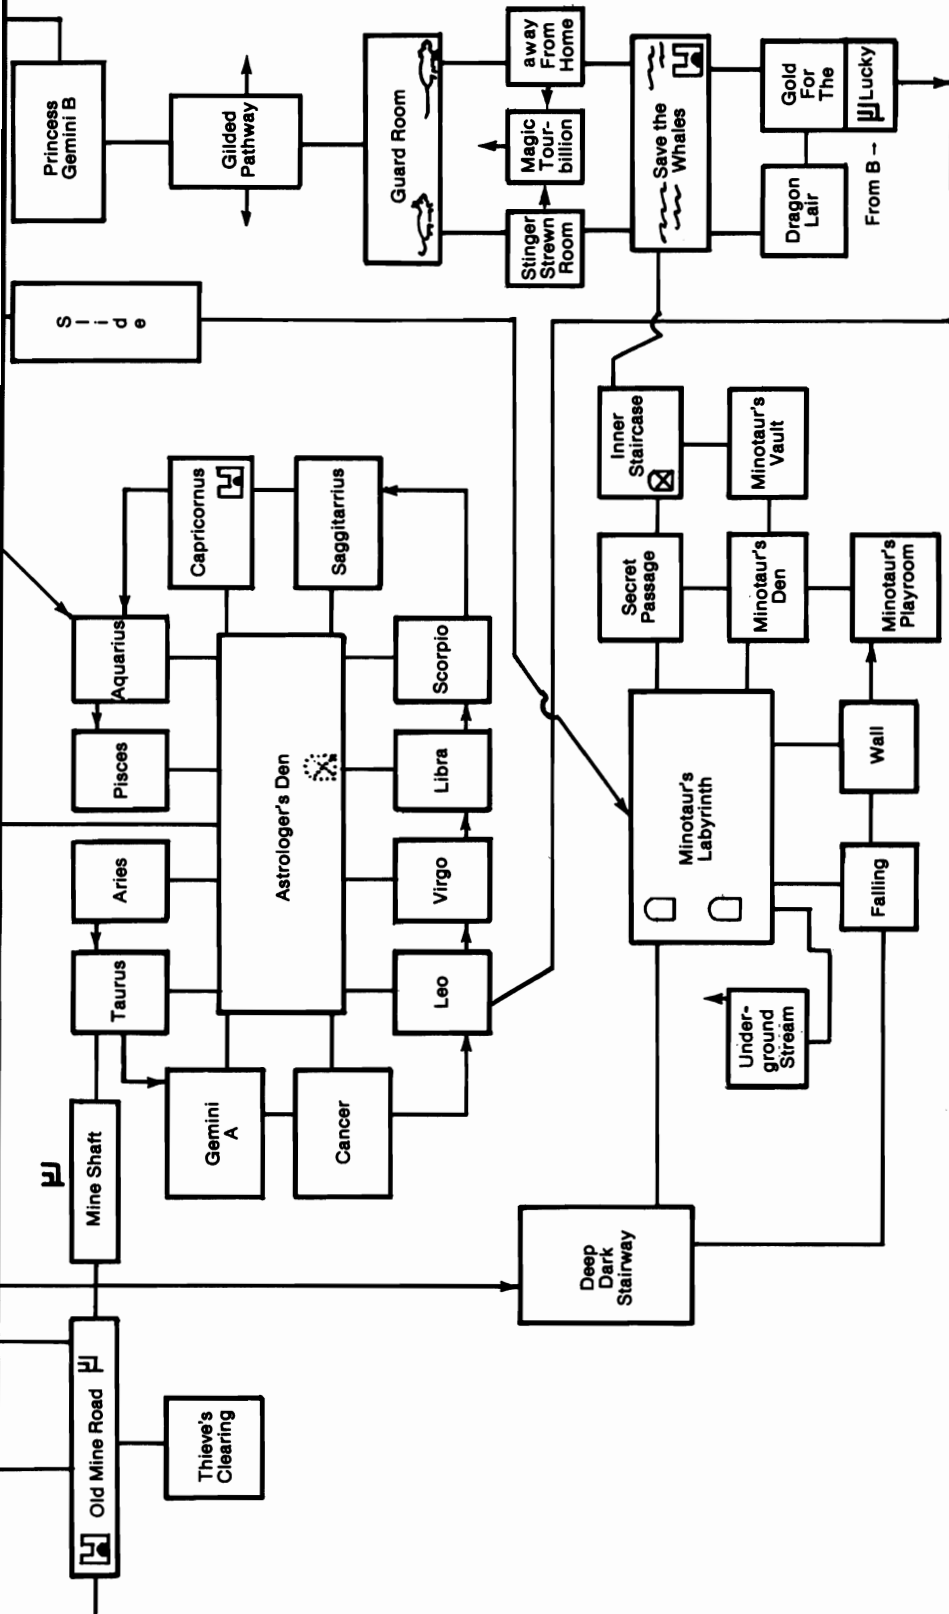 Princess
Gemini B
Gilded
Pathway
Guard Room
away
From
Home
Magic
Tour-
billion
Stinger
Strewn
Room
Save the
Whales
Gold
For
The
Lucky
Dragon
Lair
From B →
Slide
Capricornus
Saggitarrius
Aquarius
Pisces
Aries
Taurus
Astrologer's Den
Scorpio
Libra
Virgo
Leo
Gemini
A
Cancer
Mine Shaft
Old Mine Road
Thieve's
Clearing
Inner
Staircase
Minotaur's
Vault
Secret
Passage
Minotaur's
Den
Minotaur's
Playroom
Minotaur's
Labyrinth
Wall
Falling
Under-
ground
Stream
Deep
Dark
Stairway